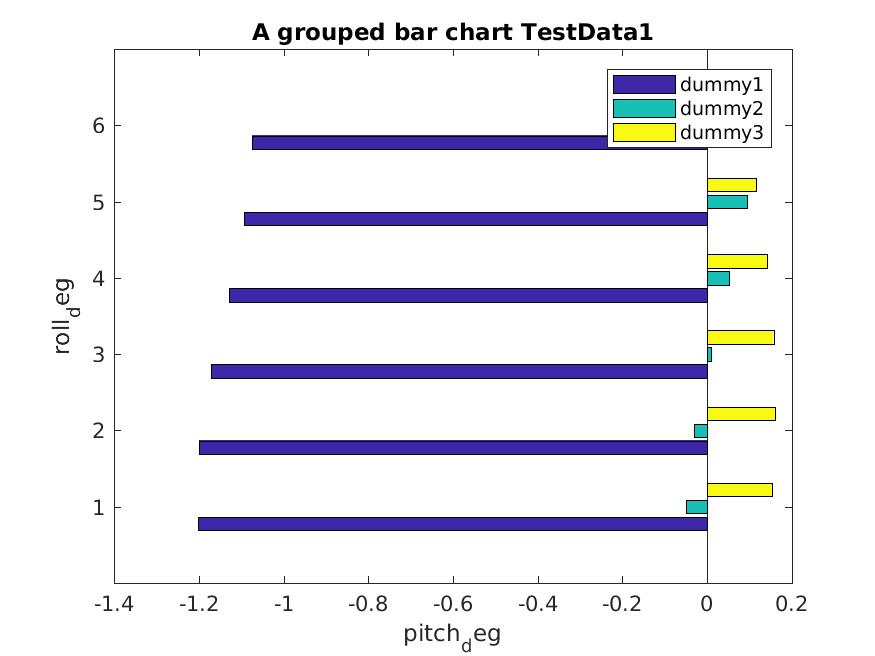 A grouped bar chart TestData1
dummy1
dummy2
dummy3
6
5
4
3
2
1
roll_deg
-1.4 -1.2 -1 -0.8 -0.6 -0.4 -0.2 0 0.2
pitch_deg